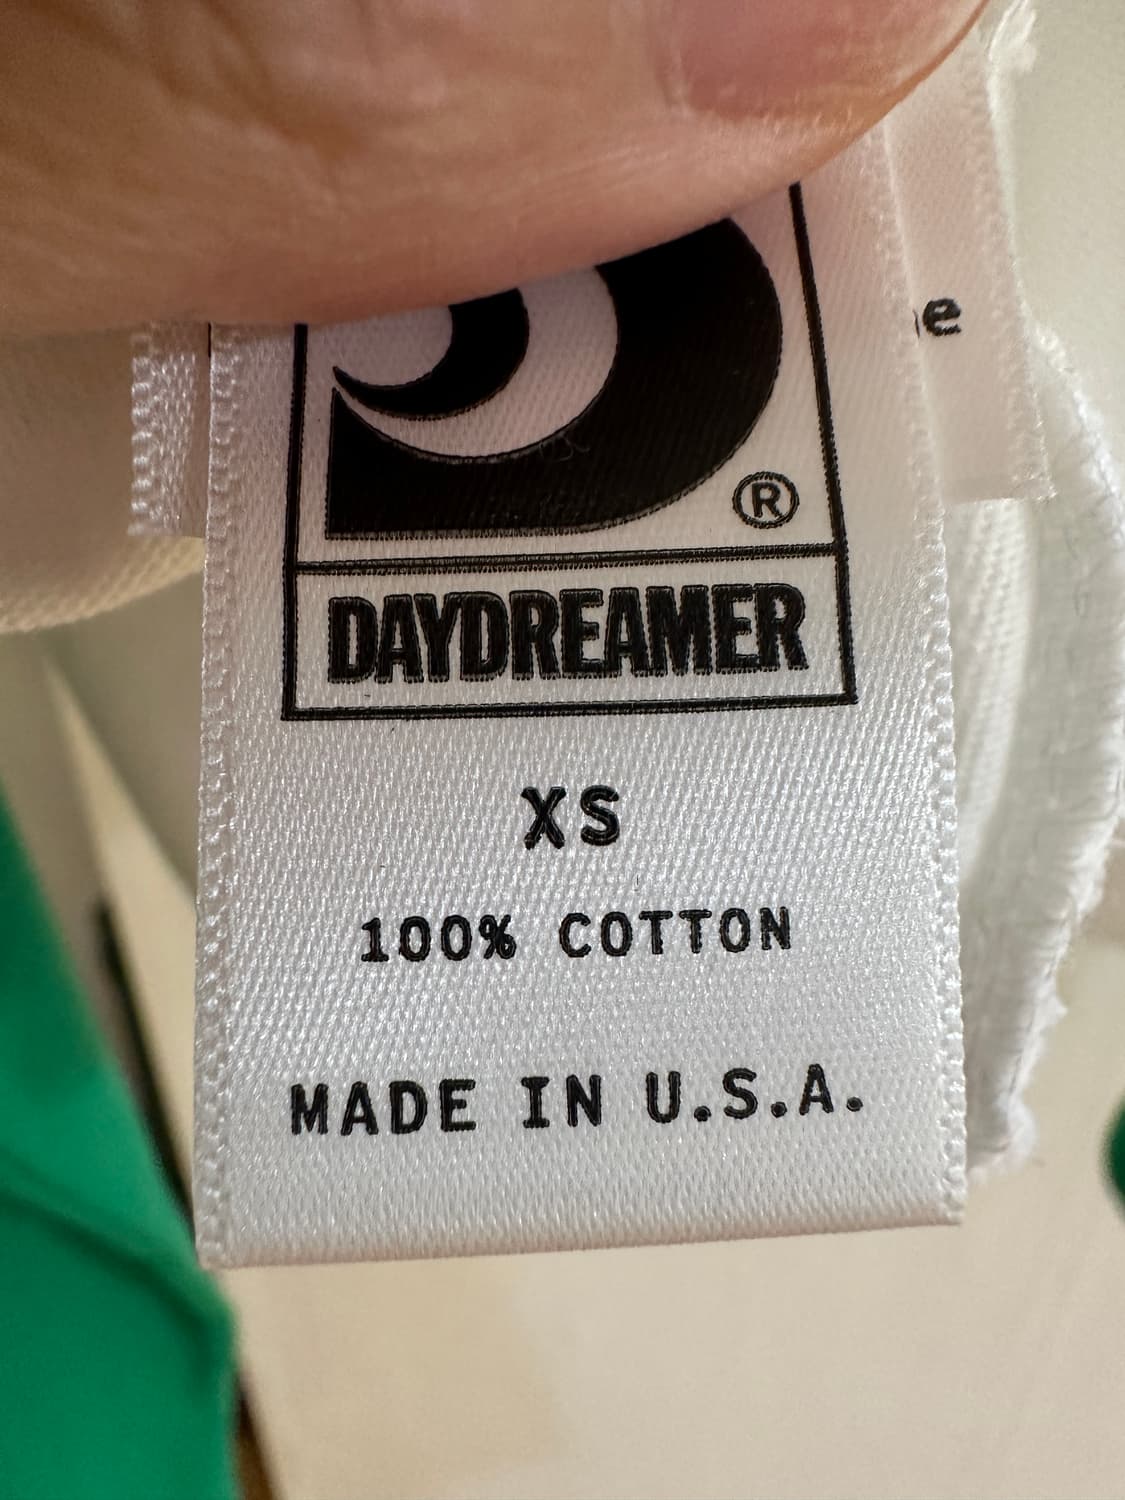 ®
DAYDREAMER
XS
100% COTTON
MADE IN U.S.A.